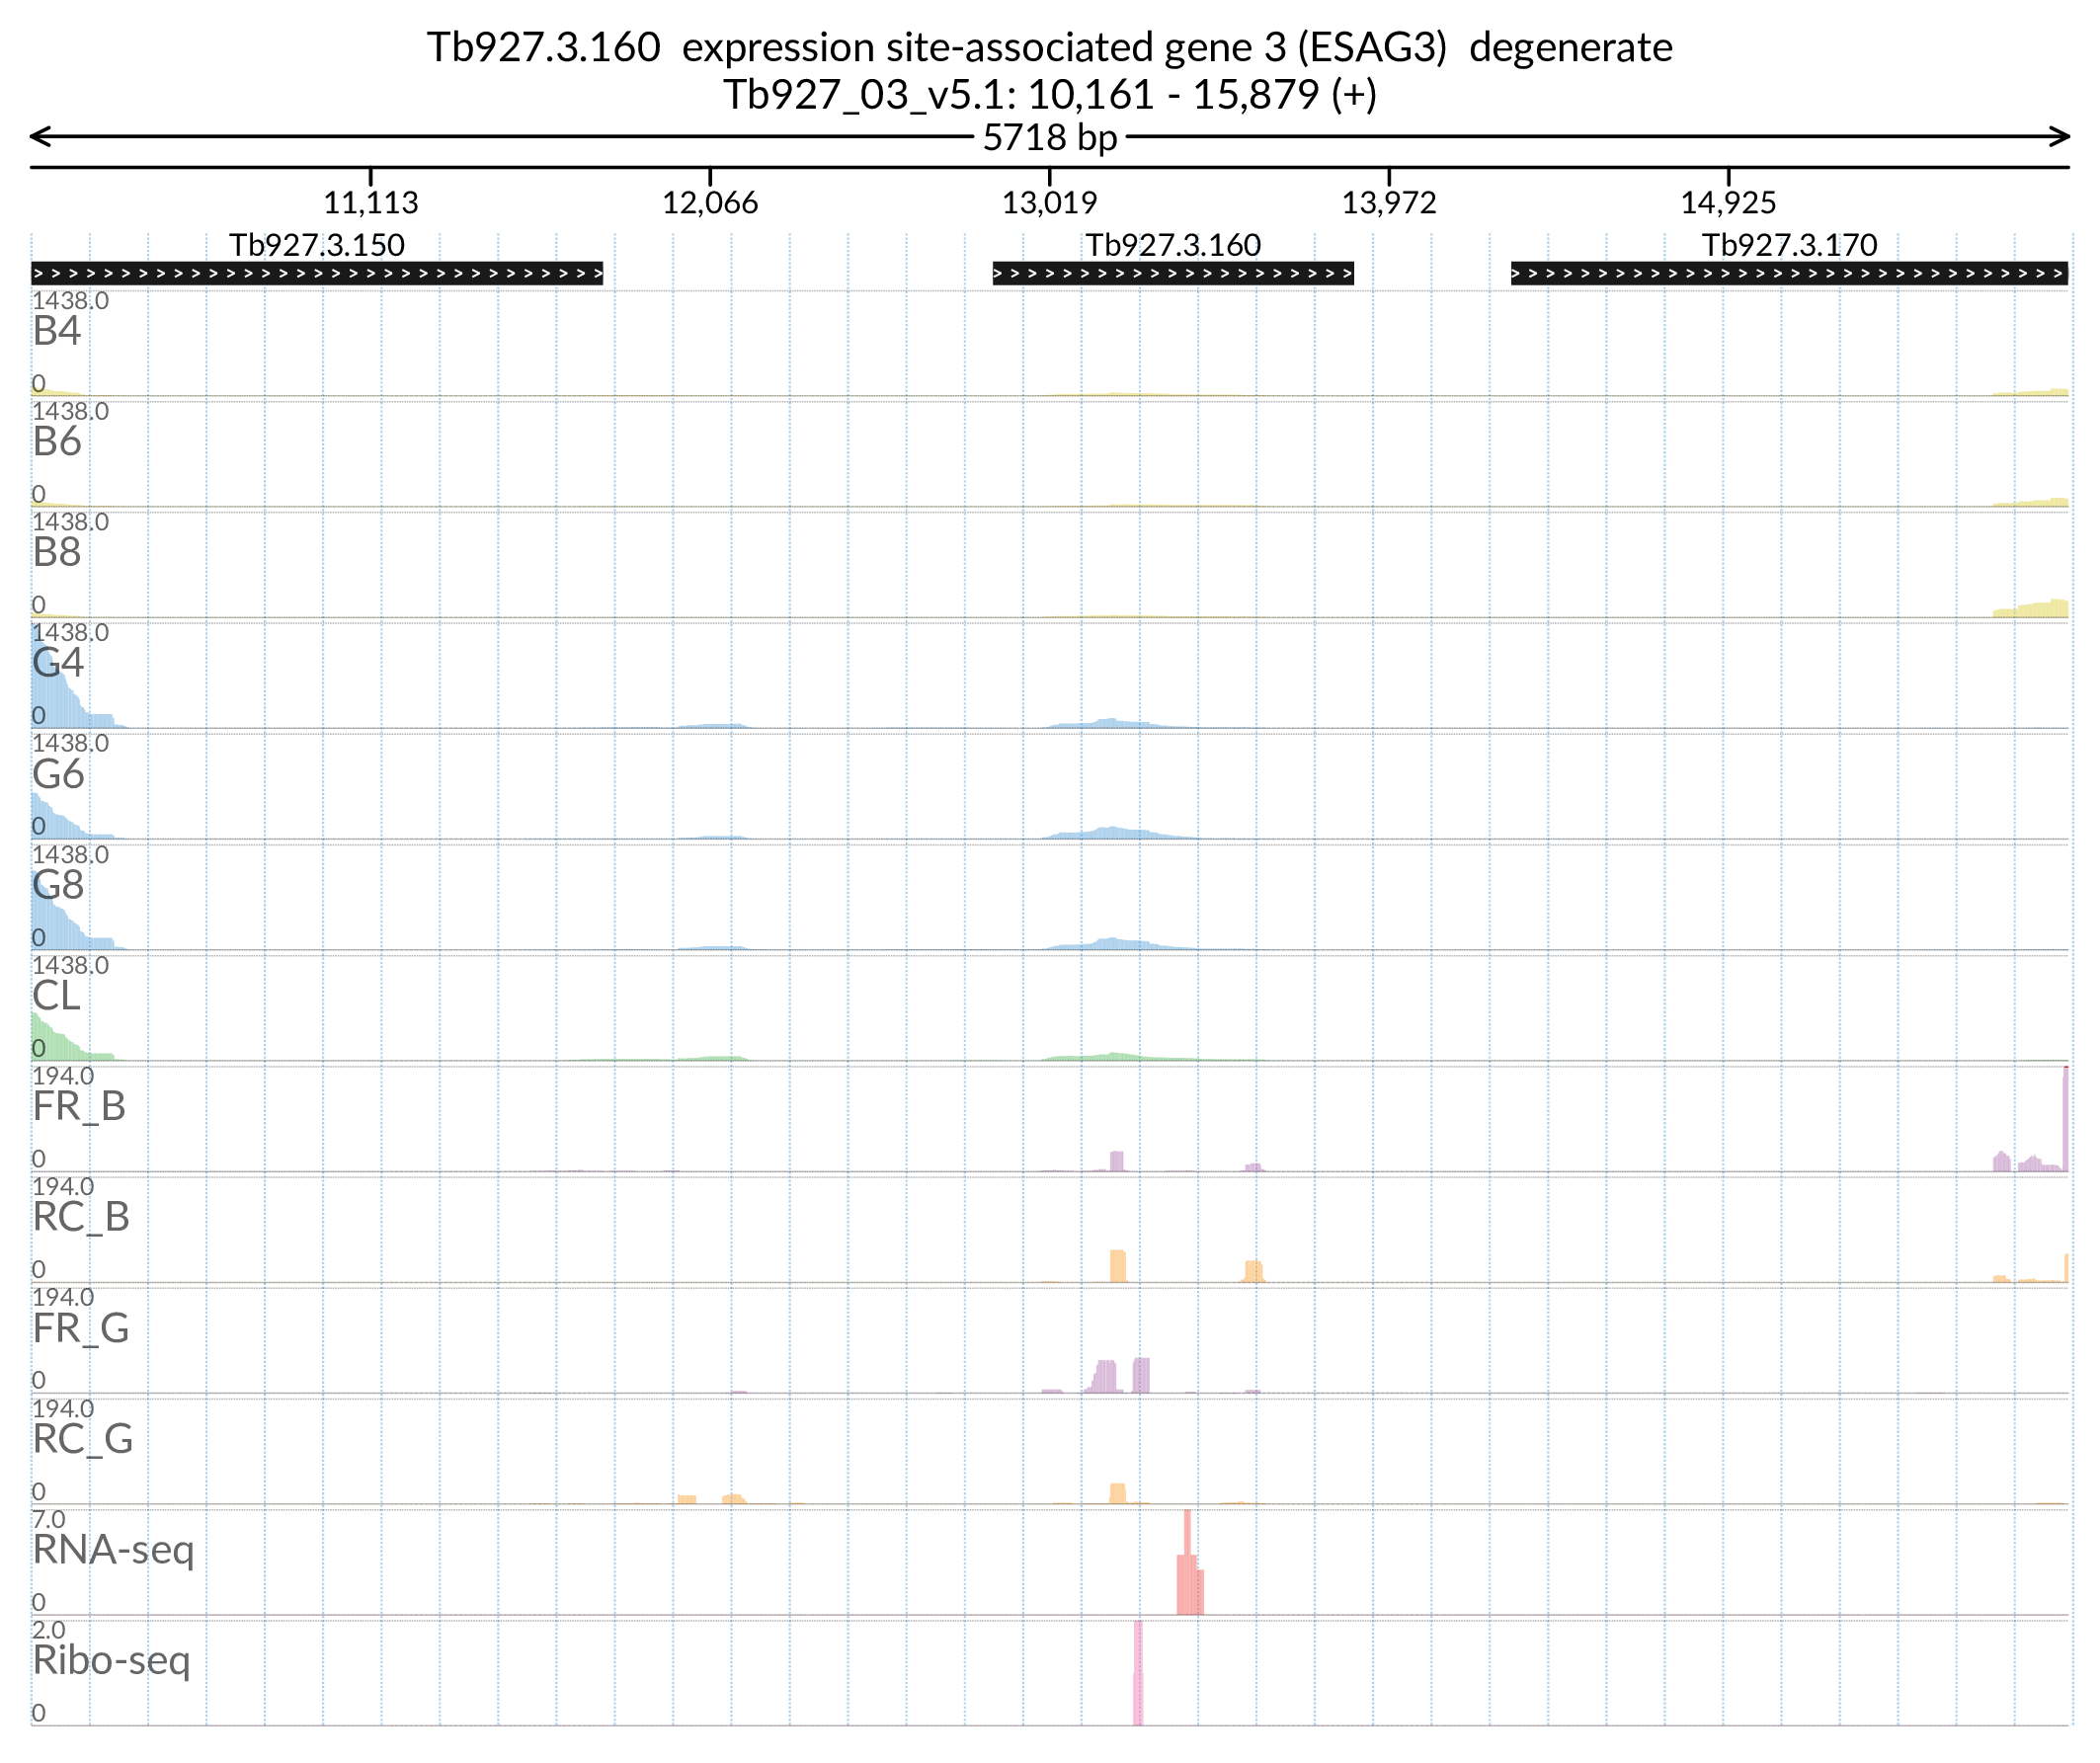 Tb927.3.160  expression site-associated gene 3 (ESAG3)  degenerate
Tb927_03_v5.1: 10,161 - 15,879 (+)
5718 bp
11,113 12,066 13,019 13,972 14,925
Tb927.3.150 Tb927.3.160 Tb927.3.170
1438.0
B4
0
1438.0
B6
0
1438.0
B8
0
1438.0
G4
0
1438.0
G6
0
1438.0
G8
0
1438.0
CL
0
194.0
FR_B
0
194.0
RC_B
0
194.0
FR_G
0
194.0
RC_G
0
7.0
RNA-seq
0
2.0
Ribo-seq
0